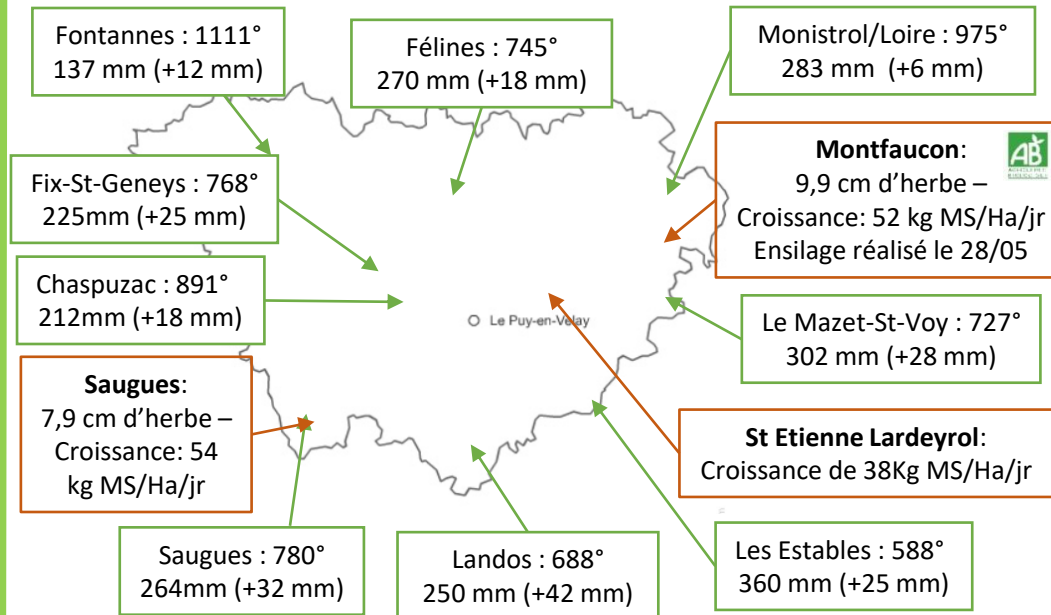 Fontannes : 1111°
137 mm (+12 mm)
Félines : 745°
270 mm (+18 mm)
Monistrol/Loire : 975°
283 mm  (+6 mm)
Fix-St-Geneys : 768°
225mm (+25 mm)
Montfaucon:
9,9 cm d’herbe –
Croissance: 52 kg MS/Ha/jr
Ensilage réalisé le 28/05
AB
Chaspuzac : 891°
212mm (+18 mm)
Le Puy-en-Velay
Le Mazet-St-Voy : 727°
302 mm (+28 mm)
Saugues:
7,9 cm d’herbe –
Croissance: 54
kg MS/Ha/jr
St Etienne Lardeyrol:
Croissance de 38Kg MS/Ha/jr
Saugues : 780°
264mm (+32 mm)
Landos : 688°
250 mm (+42 mm)
Les Estables : 588°
360 mm (+25 mm)